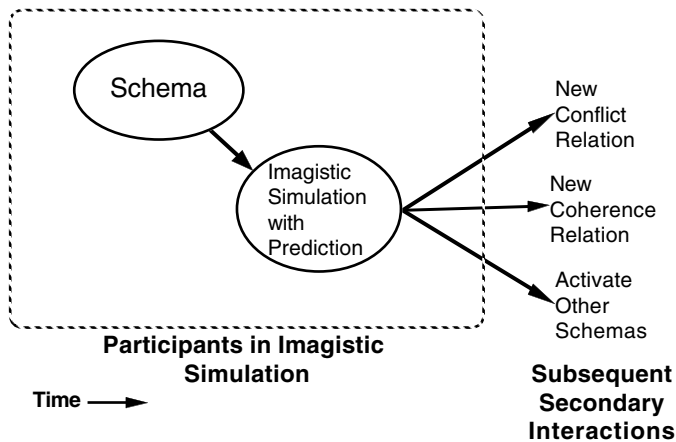 Schema
Imagistic
Simulation
with
Prediction
New
Conflict
Relation
New
Coherence
Relation
Activate
Other
Schemas
Participants in Imagistic
Simulation
Time
Subsequent
Secondary
Interactions